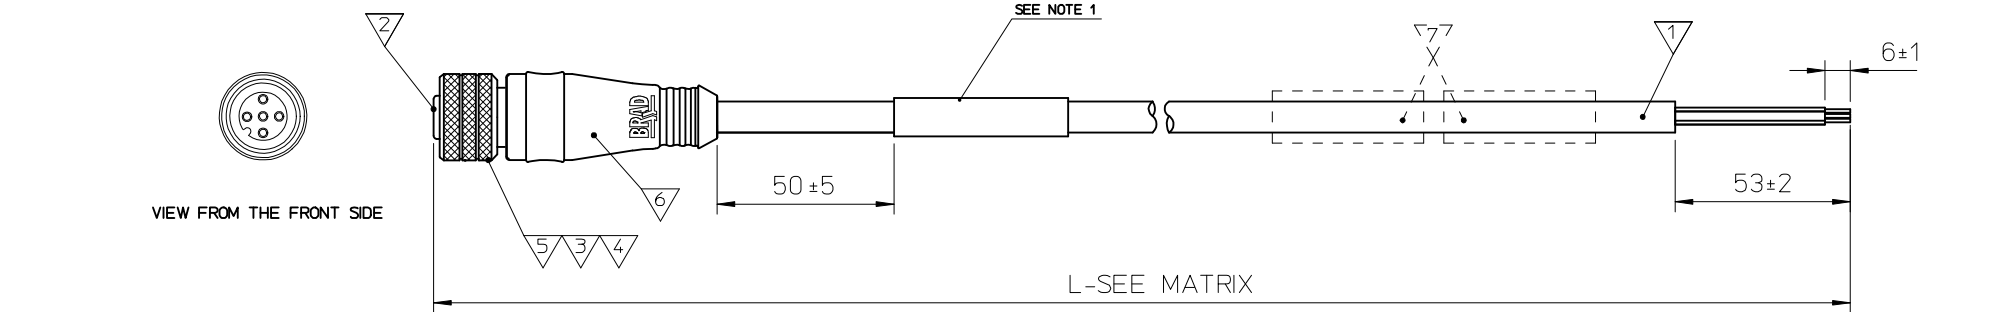 SEE NOTE 1
2
7
1
6±1
BRAD
50±5
6
53±2
VIEW FROM THE FRONT SIDE
5 3 4
L-SEE MATRIX